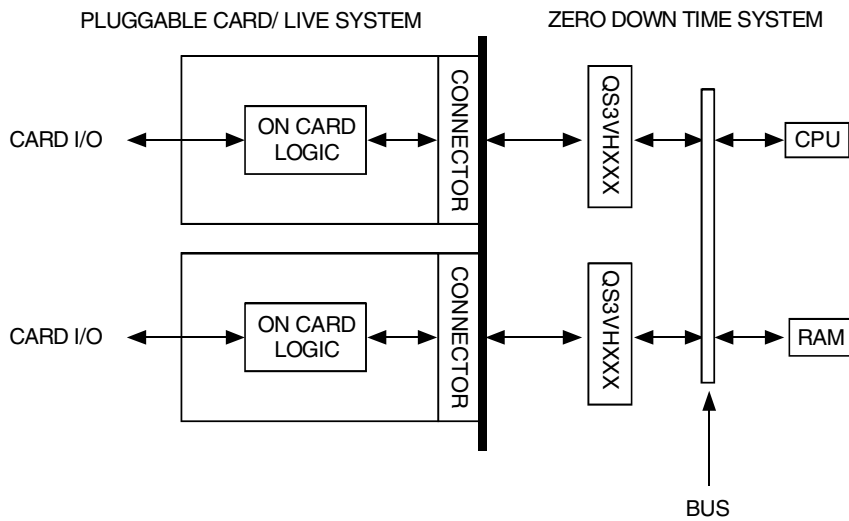 PLUGGABLE CARD/ LIVE SYSTEM
ZERO DOWN TIME SYSTEM
CARD I/O
ON CARD
LOGIC
CONNECTOR
QS3VHXXX
CPU
CARD I/O
ON CARD
LOGIC
CONNECTOR
QS3VHXXX
RAM
BUS